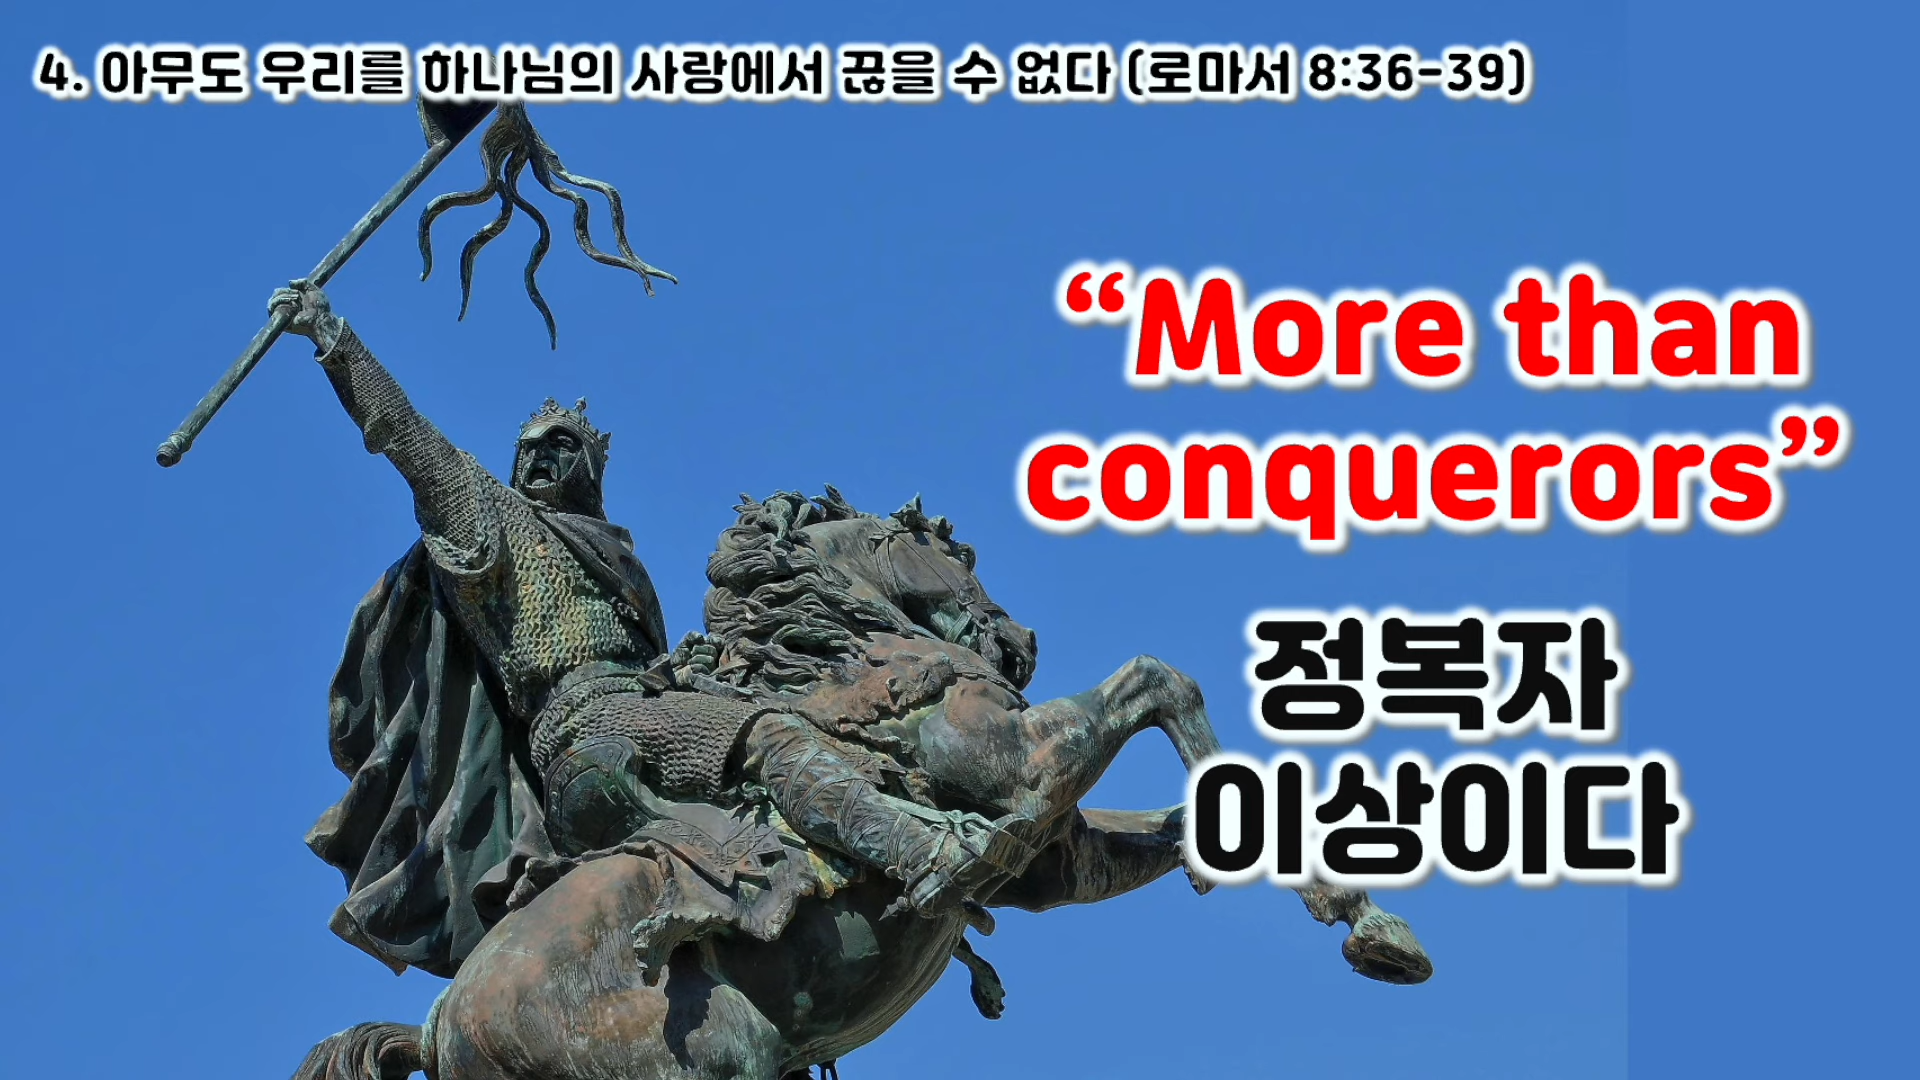 4. 아무도 우리를 하나님의 사랑에서 끊을 수 없다 (로마서 8:36-39)
“More than
conquerors”
정복자
이상이다